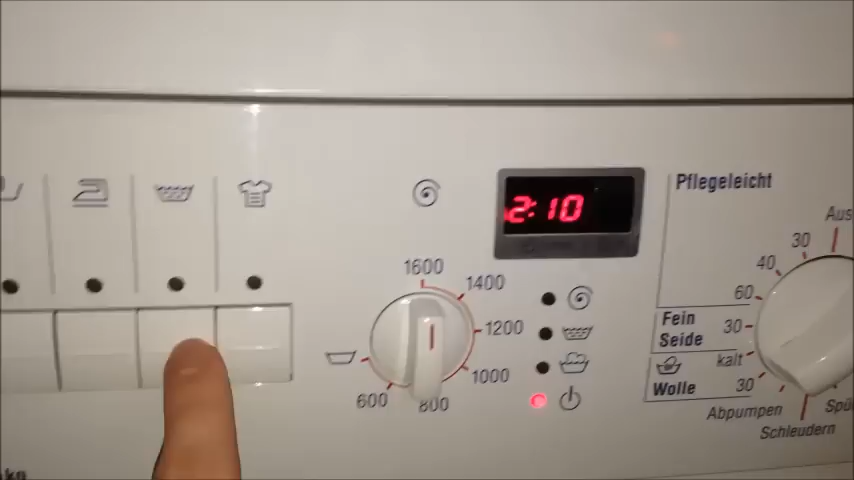 2:10
Pflegeleicht
Aus
30
40
60
Fein
Seide
30
kalt
Wolle
30
Abpumpen
Schleudern
1600
1400
1200
1000
800
600